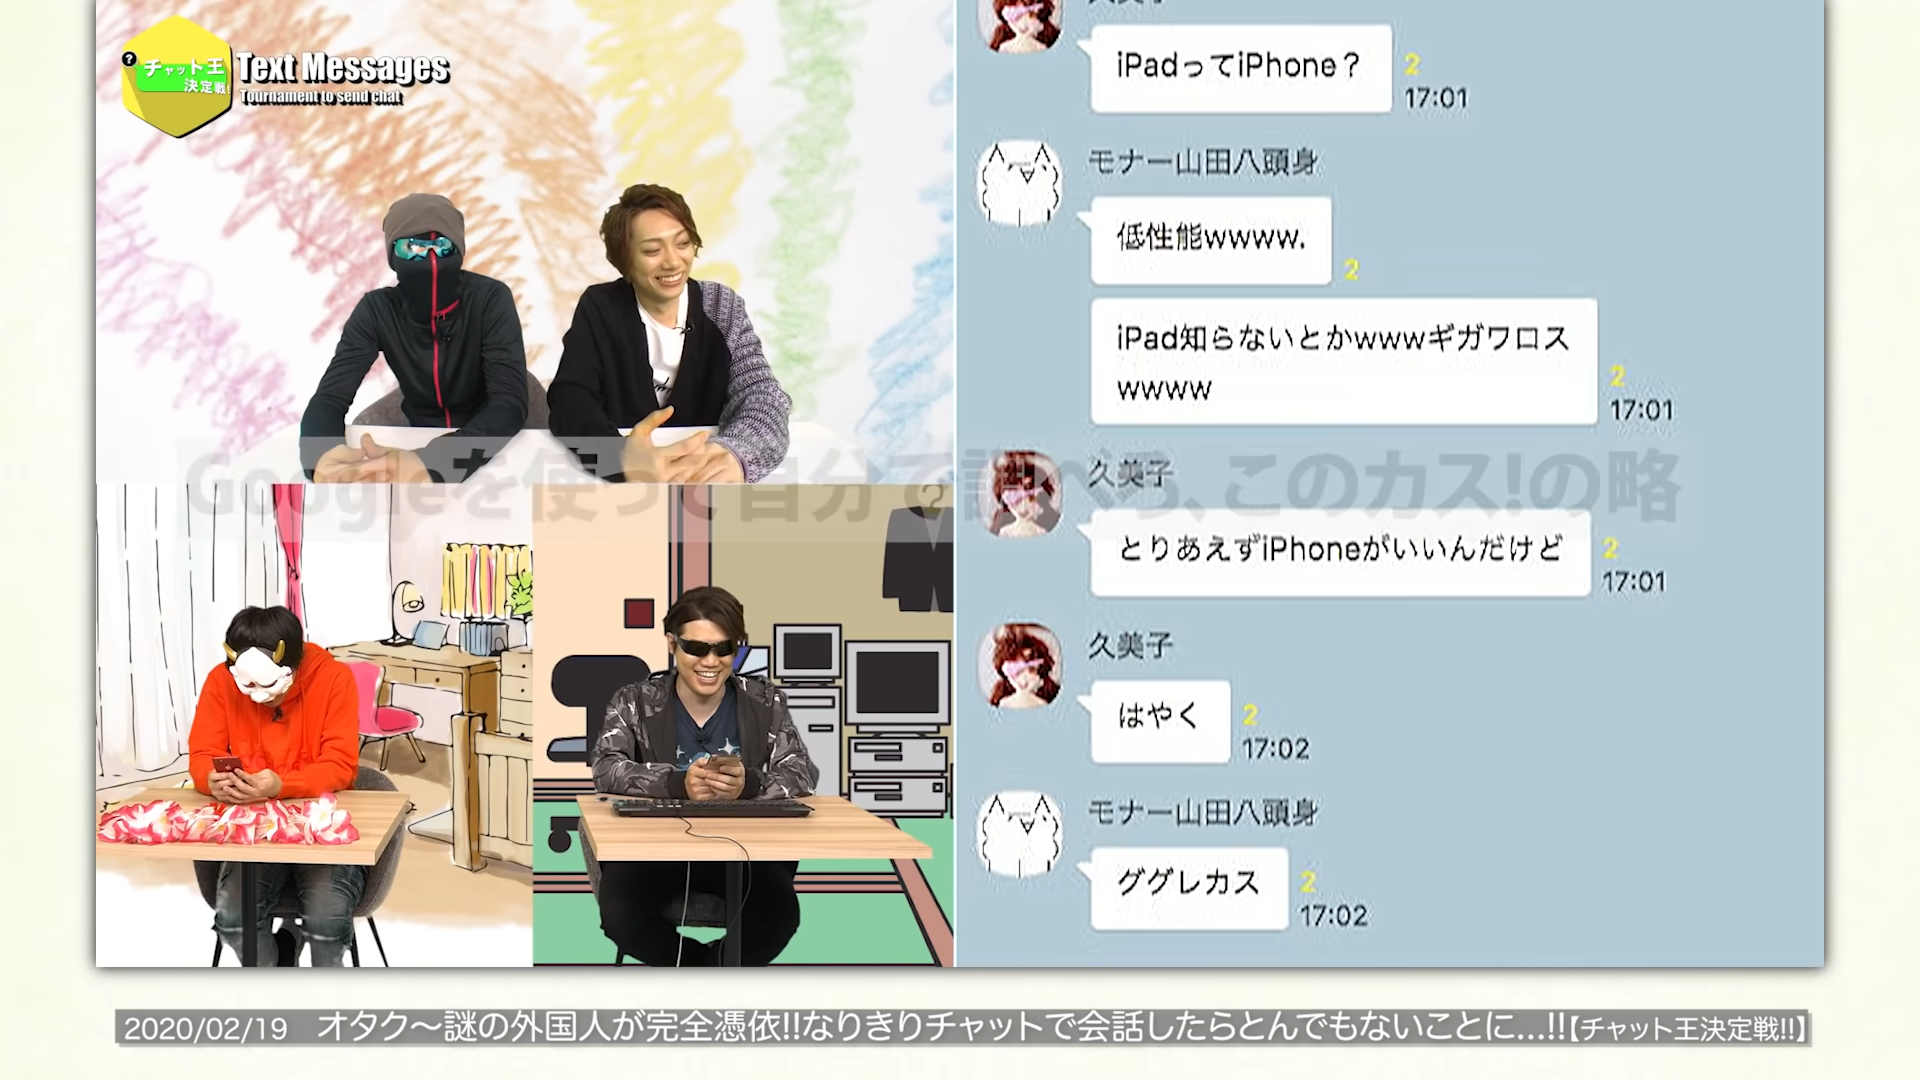 チャット王
決定戦!
Text Messages
Tournament to send chat
iPadってiPhone？
2
17:01
モナー山田八頭身
低性能wwww.
2
iPad知らないとかwwwギガワロス
wwww
2
17:01
久美子
とりあえずiPhoneがいいんだけど
2
17:01
久美子
はやく
2
17:02
モナー山田八頭身
ググレカス
2
17:02
Googleを使って自分で調べろ、このカス!の略
2020/02/19 オタク〜謎の外国人が完全憑依!!なりきりチャットで会話したらとんでもないことに...!!【チャット王決定戦!!】